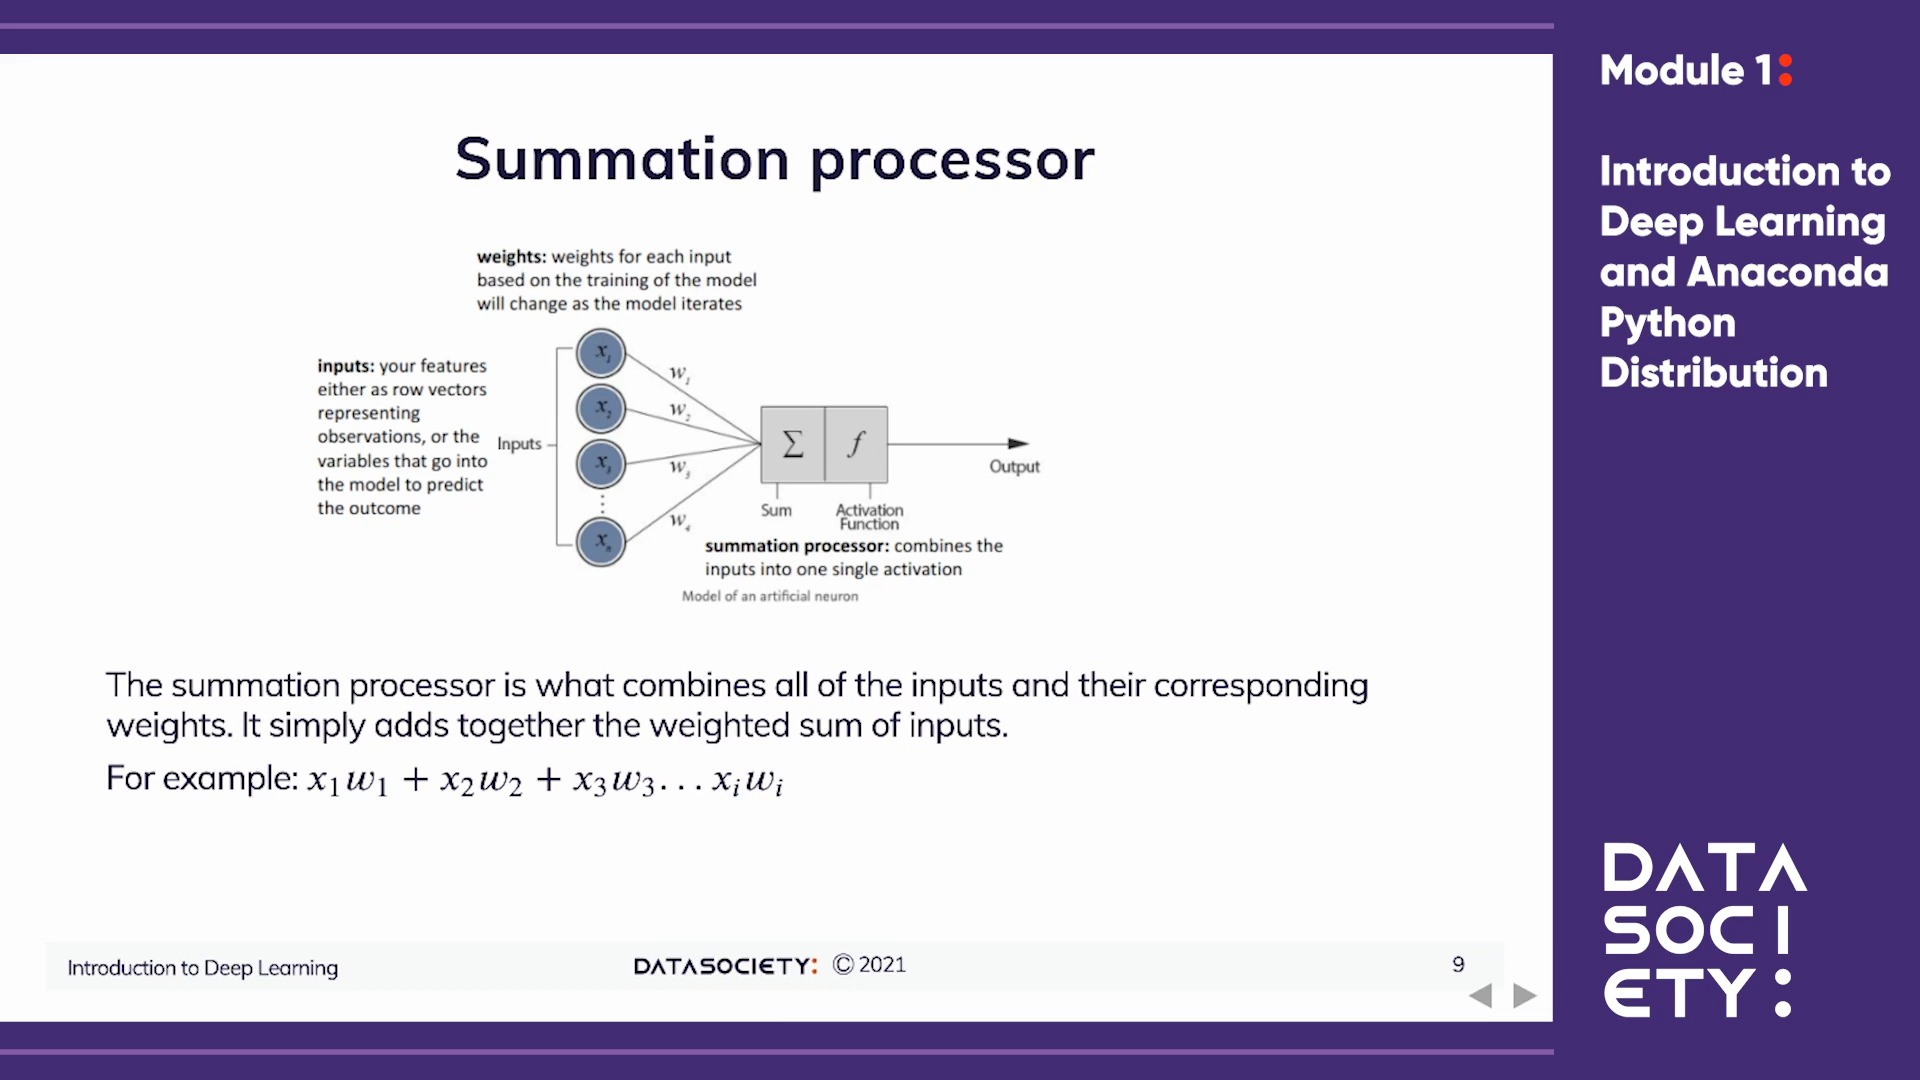 Module 1:
Introduction to
Deep Learning
and Anaconda
Python
Distribution
Summation processor
weights: weights for each input
based on the training of the model
will change as the model iterates
inputs: your features
either as row vectors
representing
observations, or the
variables that go into
the model to predict
the outcome
Inputs
x₁
x₂
x₃
⋮
xₙ
w₁
w₂
w₃
w₄
∑ f
Output
Sum
Activation
Function
summation processor: combines the
inputs into one single activation
Model of an artificial neuron
The summation processor is what combines all of the inputs and their corresponding
weights. It simply adds together the weighted sum of inputs.
For example: x₁w₁ + x₂w₂ + x₃w₃. . . xᵢwᵢ
Introduction to Deep Learning
DATASOCIETY: © 2021
9
DATA
SOCI
ETY: